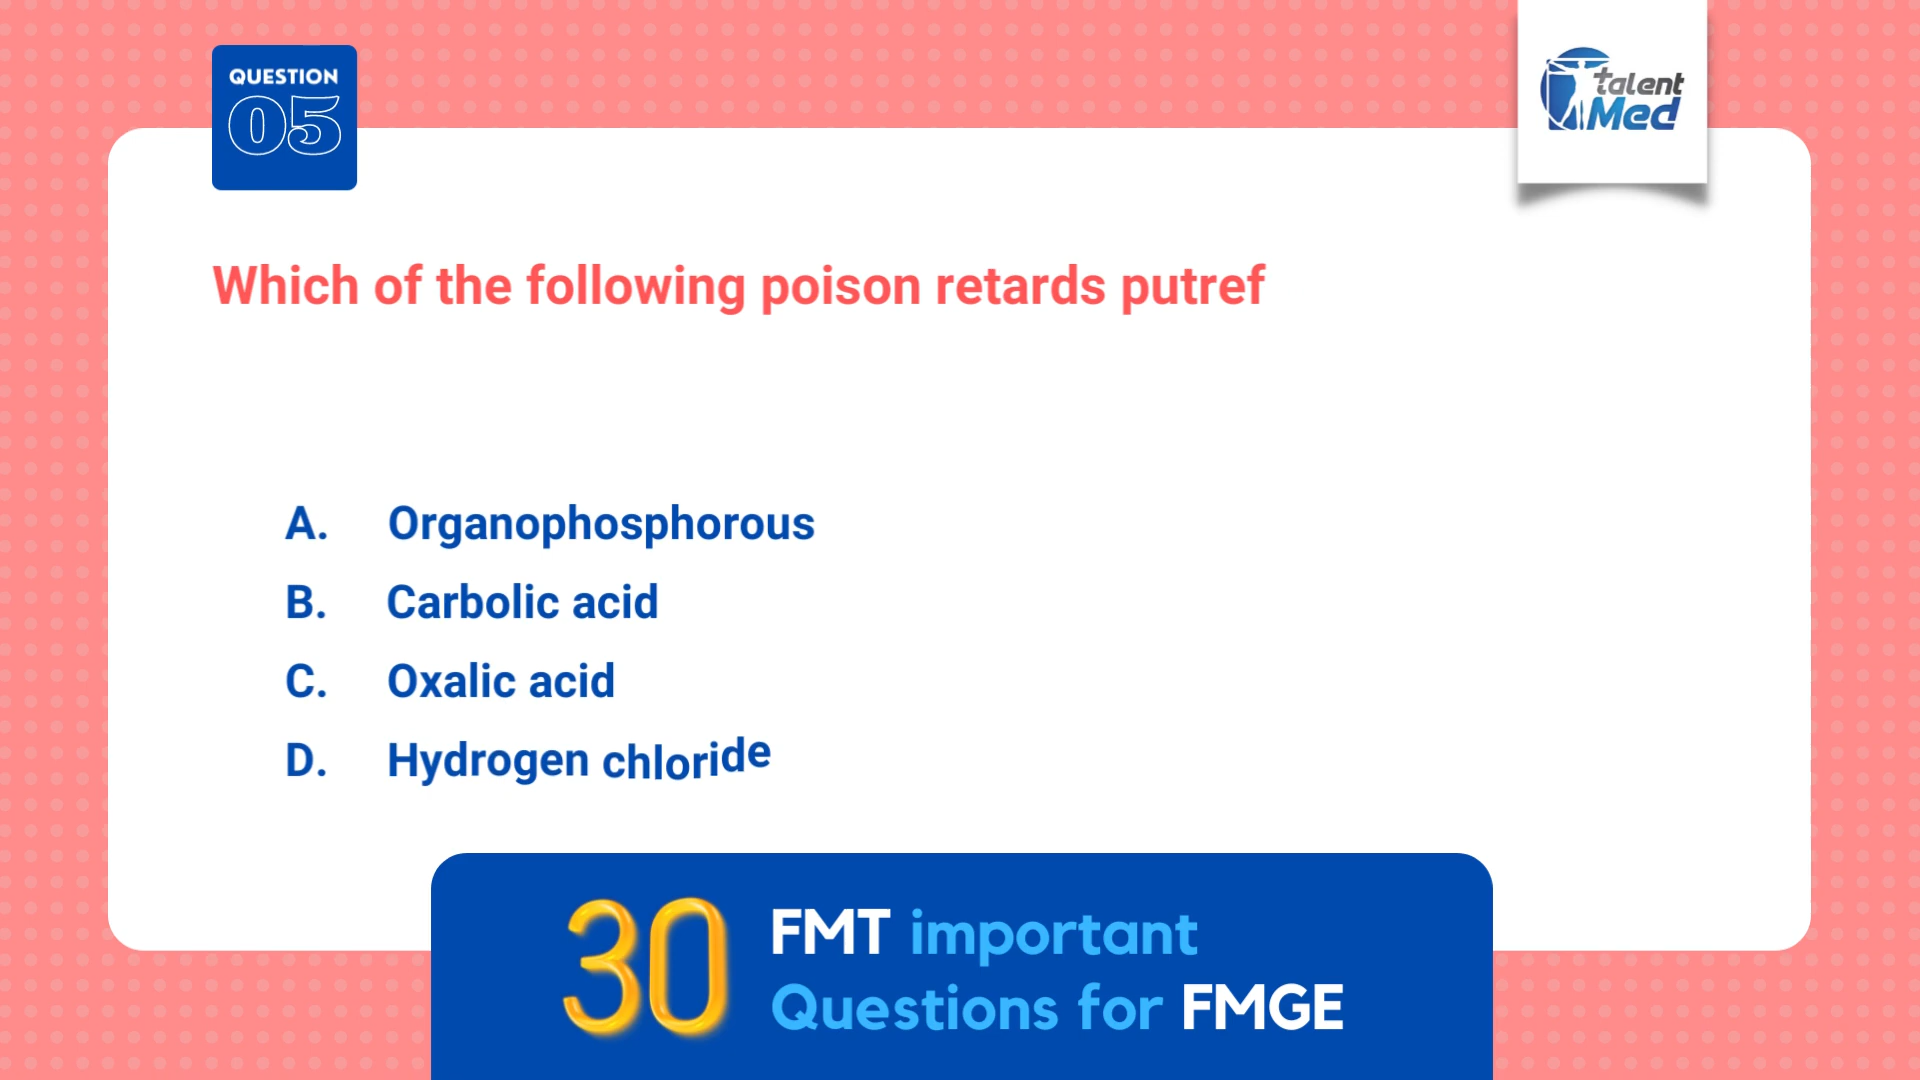 QUESTION
05
talent
Med
Which of the following poison retards putref
A. Organophosphorous
B. Carbolic acid
C. Oxalic acid
D. Hydrogen chloride
30 FMT important
Questions for FMGE